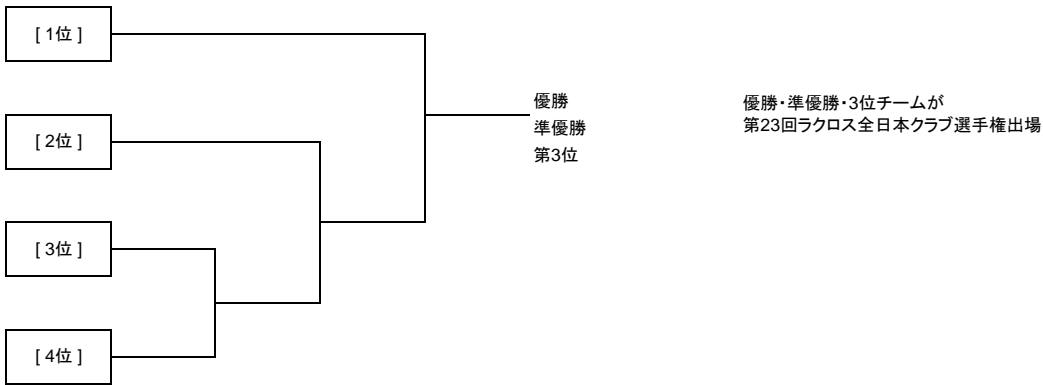 [ 1位 ]
[ 2位 ]
[ 3位 ]
[ 4位 ]
優勝
準優勝
第3位
優勝・準優勝・3位チームが
第23回ラクロス全日本クラブ選手権出場